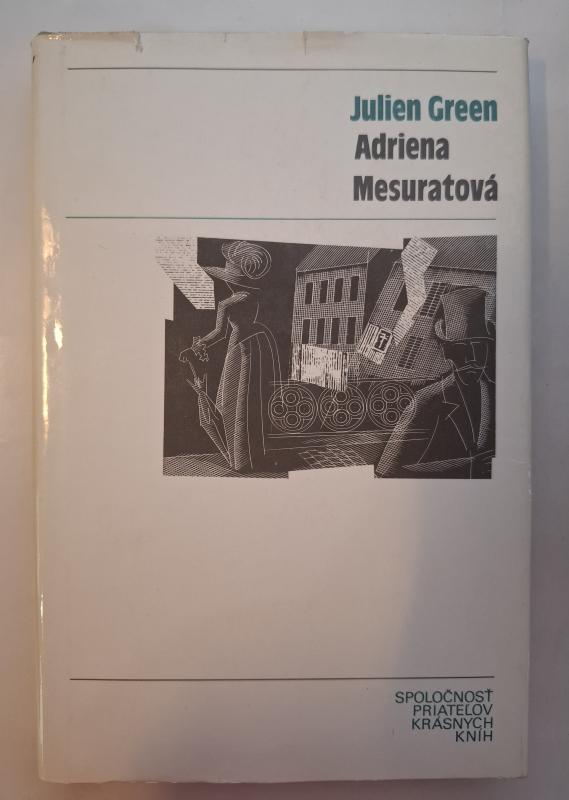 Julien Green
Adriena
Mesuratová
SPOLOČNOSŤ
PRIATEĽOV
KRÁSNYCH
KNÍH